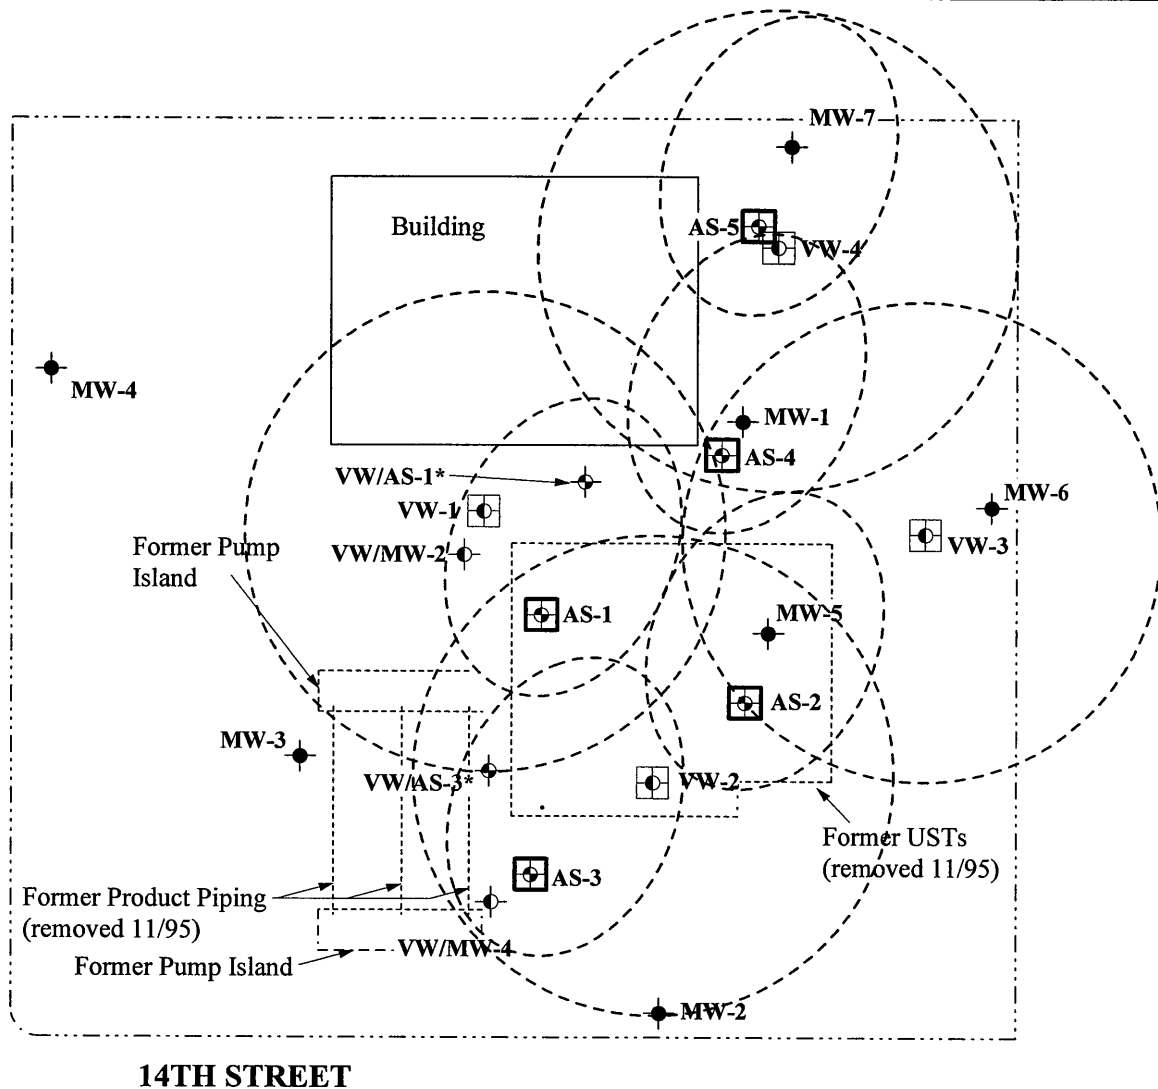 MW-7
Building
AS-5
VW-4
MW-4
MW-1
AS-4
VW/AS-1*
VW-1
MW-6
VW-3
Former Pump
Island
VW/MW-2
AS-1
MW-5
AS-2
MW-3
VW/AS-3*
VW-2
Former USTs
(removed 11/95)
AS-3
Former Product Piping
(removed 11/95)
VW/MW-4
Former Pump Island
MW-2
14TH STREET